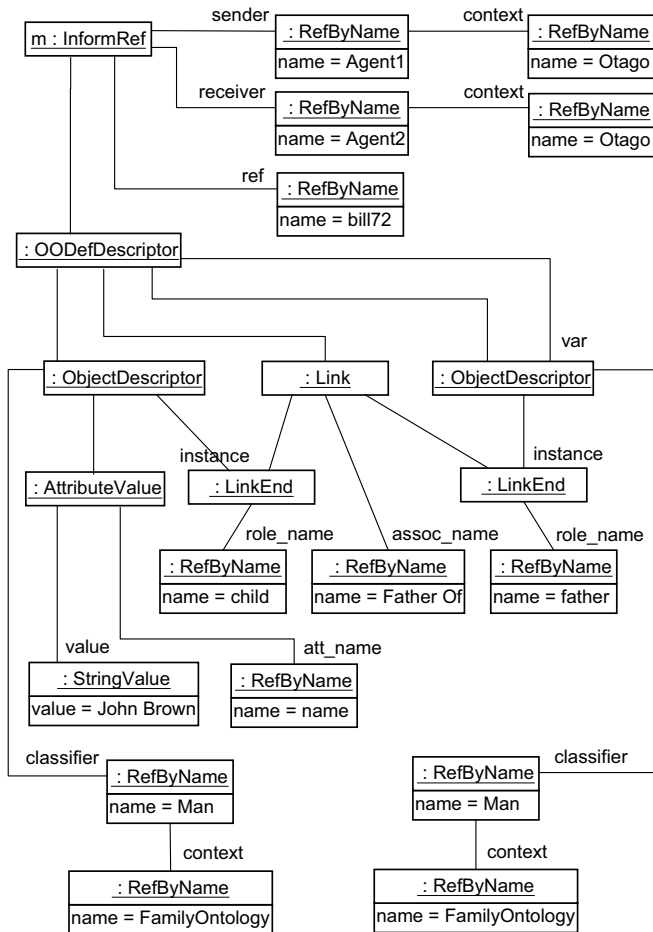 sender
context
m : InformRef
: RefByName
: RefByName
name = Agent1
name = Otago
receiver
context
: RefByName
: RefByName
name = Agent2
name = Otago
ref
: RefByName
name = bill72
: OODefDescriptor
var
: ObjectDescriptor
: Link
: ObjectDescriptor
instance
instance
: AttributeValue
: LinkEnd
: LinkEnd
role_name
assoc_name
role_name
: RefByName
: RefByName
: RefByName
name = child
name = Father Of
name = father
value
att_name
: StringValue
: RefByName
value = John Brown
name = name
classifier
classifier
: RefByName
: RefByName
name = Man
name = Man
context
context
: RefByName
: RefByName
name = FamilyOntology
name = FamilyOntology